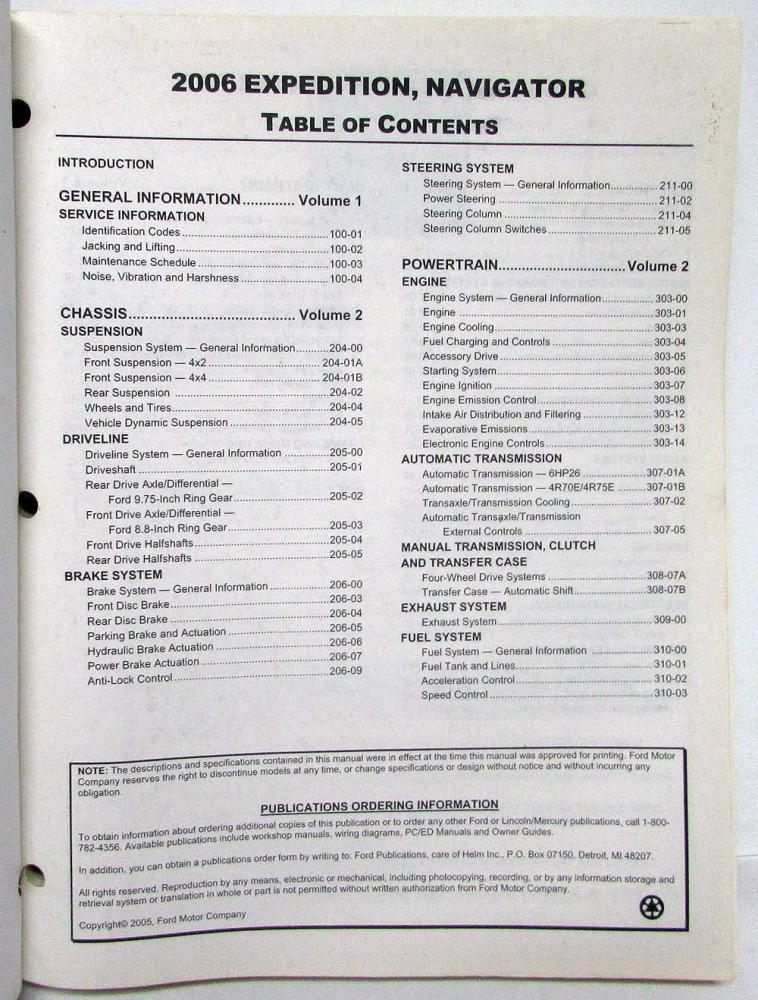 2006 EXPEDITION, NAVIGATOR
TABLE OF CONTENTS
INTRODUCTION
GENERAL INFORMATION............. Volume 1
SERVICE INFORMATION
Identification Codes ........ 100-01
Jacking and Lifting ........ 100-02
Maintenance Schedule ........ 100-03
Noise, Vibration and Harshness ........ 100-04
CHASSIS........ Volume 2
SUSPENSION
Suspension System — General Information ........ 204-00
Front Suspension — 4x2 ........ 204-01A
Front Suspension — 4x4 ........ 204-01B
Rear Suspension ........ 204-02
Wheels and Tires ........ 204-04
Vehicle Dynamic Suspension ........ 204-05
DRIVELINE
Driveline System — General Information ........ 205-00
Driveshaft ........ 205-01
Rear Drive Axle/Differential —
Ford 9.75-Inch Ring Gear ........ 205-02
Front Drive Axle/Differential —
Ford 8.8-Inch Ring Gear ........ 205-03
Front Drive Halfshafts ........ 205-04
Rear Drive Halfshafts ........ 205-05
BRAKE SYSTEM
Brake System — General Information ........ 206-00
Front Disc Brake ........ 206-03
Rear Disc Brake ........ 206-04
Parking Brake and Actuation ........ 206-05
Hydraulic Brake Actuation ........ 206-06
Power Brake Actuation ........ 206-07
Anti-Lock Control ........ 206-09
STEERING SYSTEM
Steering System — General Information ........ 211-00
Power Steering ........ 211-02
Steering Column ........ 211-04
Steering Column Switches ........ 211-05
POWERTRAIN........ Volume 2
ENGINE
Engine System — General Information ........ 303-00
Engine ........ 303-01
Engine Cooling ........ 303-03
Fuel Charging and Controls ........ 303-04
Accessory Drive ........ 303-05
Starting System ........ 303-06
Engine Ignition ........ 303-07
Engine Emission Control ........ 303-08
Intake Air Distribution and Filtering ........ 303-12
Evaporative Emissions ........ 303-13
Electronic Engine Controls ........ 303-14
AUTOMATIC TRANSMISSION
Automatic Transmission — 6HP26 ........ 307-01A
Automatic Transmission — 4R70E/4R75E ........ 307-01B
Transaxle/Transmission Cooling ........ 307-02
Automatic Transaxle/Transmission
External Controls ........ 307-05
MANUAL TRANSMISSION, CLUTCH
AND TRANSFER CASE
Four-Wheel Drive Systems ........ 308-07A
Transfer Case — Automatic Shift ........ 308-07B
EXHAUST SYSTEM
Exhaust System ........ 309-00
FUEL SYSTEM
Fuel System — General Information ........ 310-00
Fuel Tank and Lines ........ 310-01
Acceleration Control ........ 310-02
Speed Control ........ 310-03
NOTE: The descriptions and specifications contained in this manual were in effect at the time this manual was approved for printing. Ford Motor
Company reserves the right to discontinue models at any time, or change specifications or design without notice and without incurring any
obligation.
PUBLICATIONS ORDERING INFORMATION
To obtain information about ordering additional copies of this publication or to order any other Ford or Lincoln/Mercury publications, call 1-800-
782-4356. Available publications include workshop manuals, wiring diagrams, PC/ED Manuals and Owner Guides.
In addition, you can obtain a publications order form by writing to: Ford Publications, care of Helm Inc., P.O. Box 07150, Detroit, MI 48207.
All rights reserved. Reproduction by any means, electronic or mechanical, including photocopying, recording, or by any information storage and
retrieval system or translation in whole or part is not permitted without written authorization from Ford Motor Company.
Copyright© 2005, Ford Motor Company